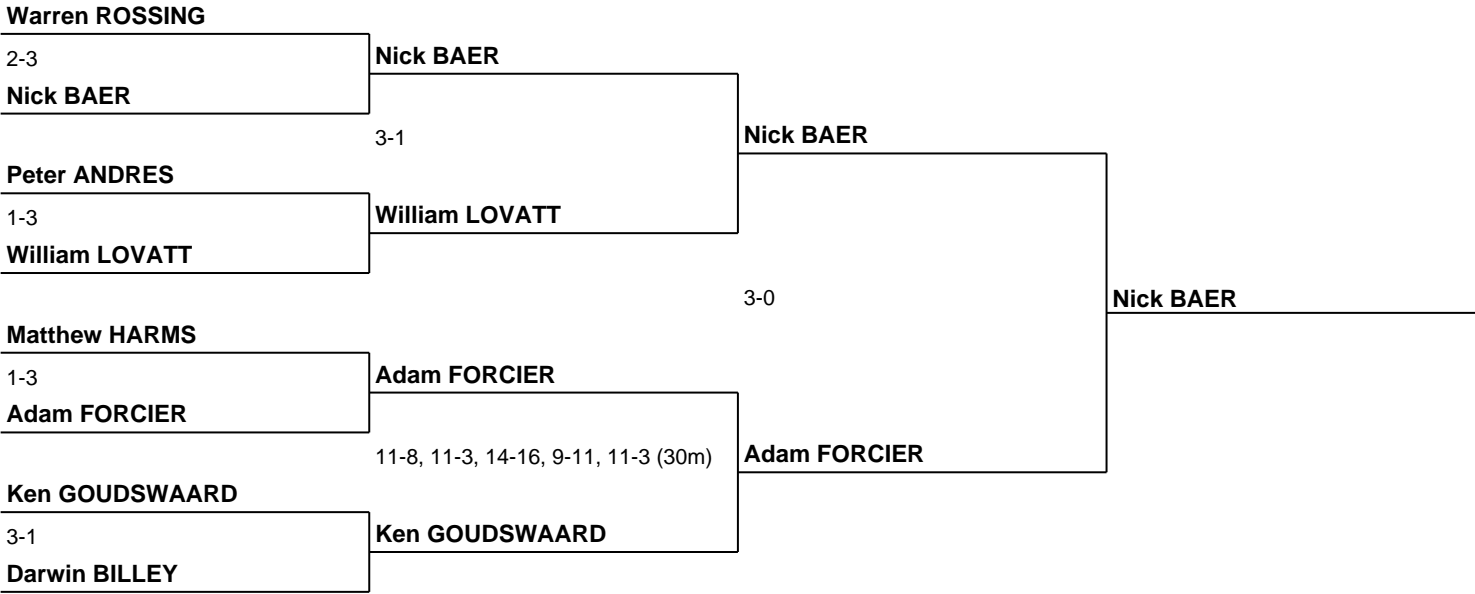 Warren ROSSING
2-3
Nick BAER
Nick BAER
3-1
Nick BAER
Peter ANDRES
1-3
William LOVATT
William LOVATT
3-0
Nick BAER
Matthew HARMS
1-3
Adam FORCIER
Adam FORCIER
11-8, 11-3, 14-16, 9-11, 11-3 (30m)
Adam FORCIER
Ken GOUDSWAARD
3-1
Ken GOUDSWAARD
Darwin BILLEY